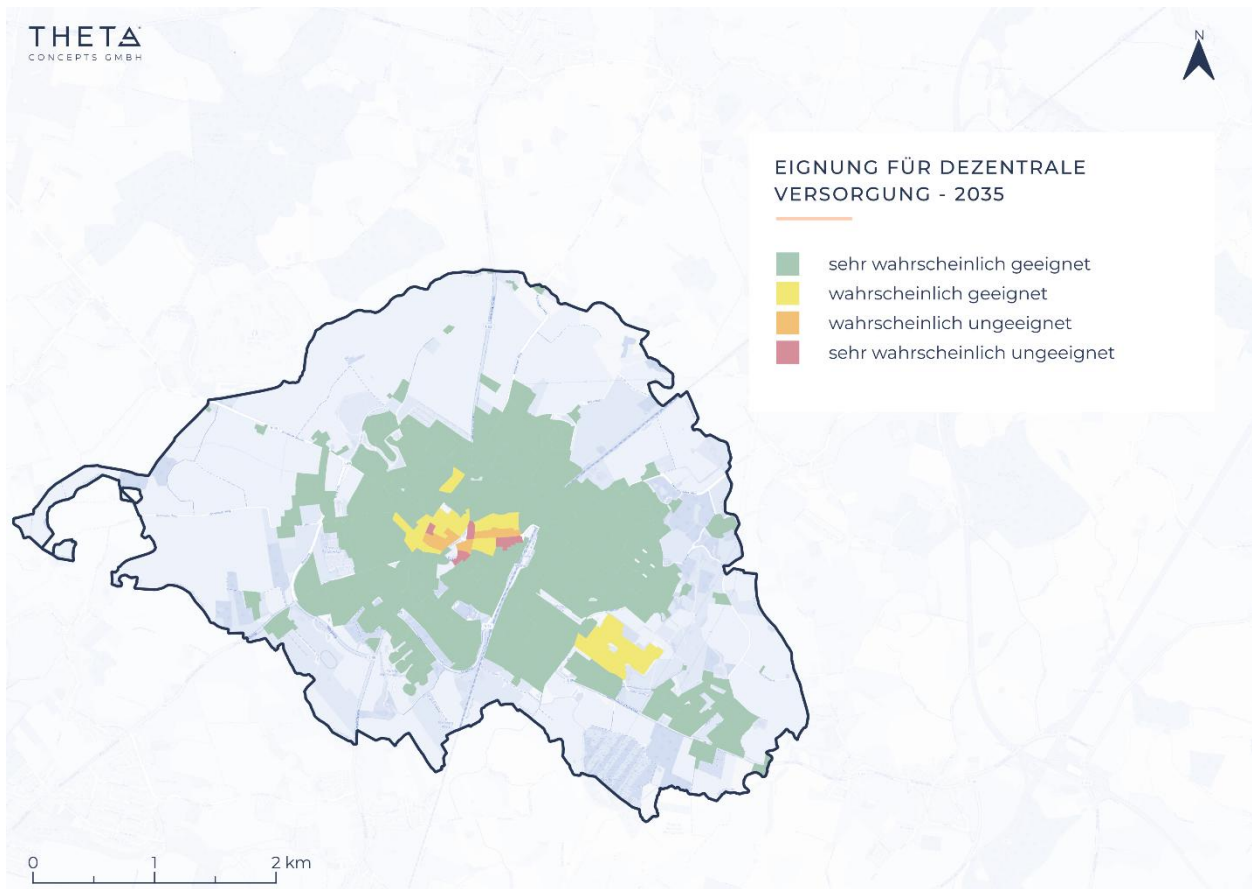 THETA
CONCEPTS GMBH
N
EIGNUNG FÜR DEZENTRALE
VERSORGUNG - 2035
sehr wahrscheinlich geeignet
wahrscheinlich geeignet
wahrscheinlich ungeeignet
sehr wahrscheinlich ungeeignet
0 1 2 km